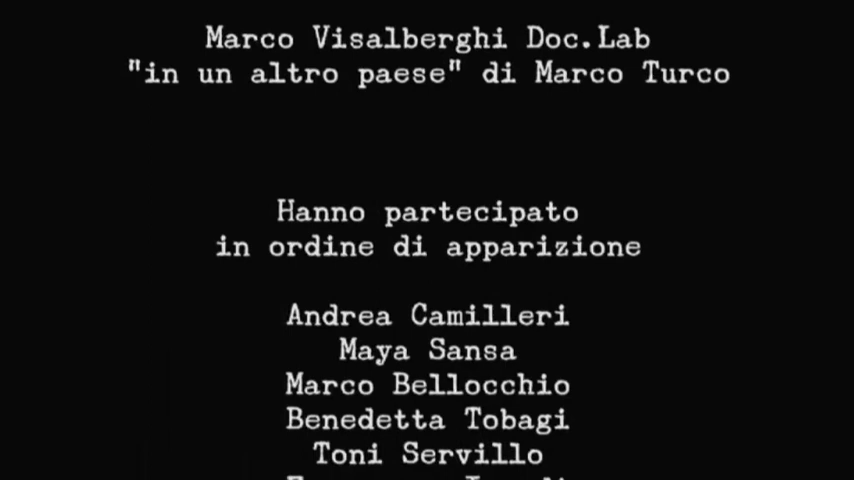 Marco Visalberghi Doc.Lab
"in un altro paese" di Marco Turco
Hanno partecipato
in ordine di apparizione
Andrea Camilleri
Maya Sansa
Marco Bellocchio
Benedetta Tobagi
Toni Servillo